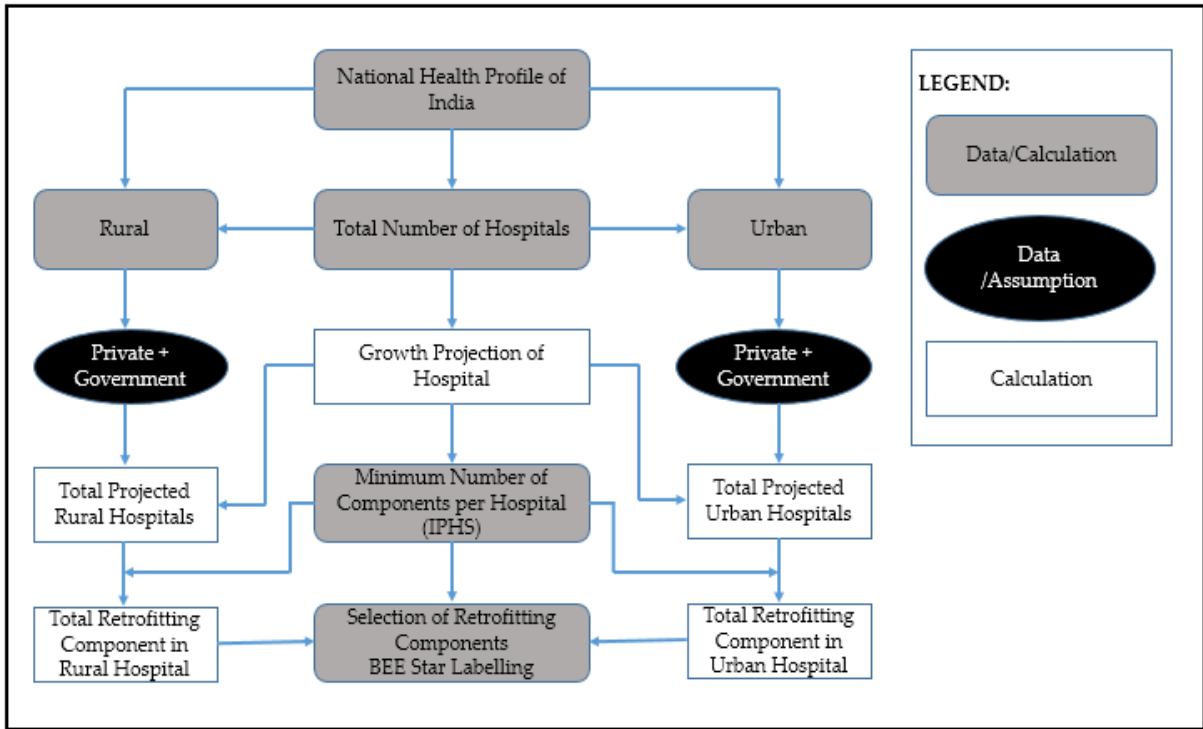 National Health Profile of
India
LEGEND:
Data/Calculation
Rural
Total Number of Hospitals
Urban
Data
/Assumption
Private +
Government
Growth Projection of
Hospital
Private +
Government
Calculation
Total Projected
Rural Hospitals
Minimum Number of
Components per Hospital
(IPHS)
Total Projected
Urban Hospitals
Total Retrofitting
Component in
Rural Hospital
Selection of Retrofitting
Components
BEE Star Labelling
Total Retrofitting
Component in
Urban Hospital